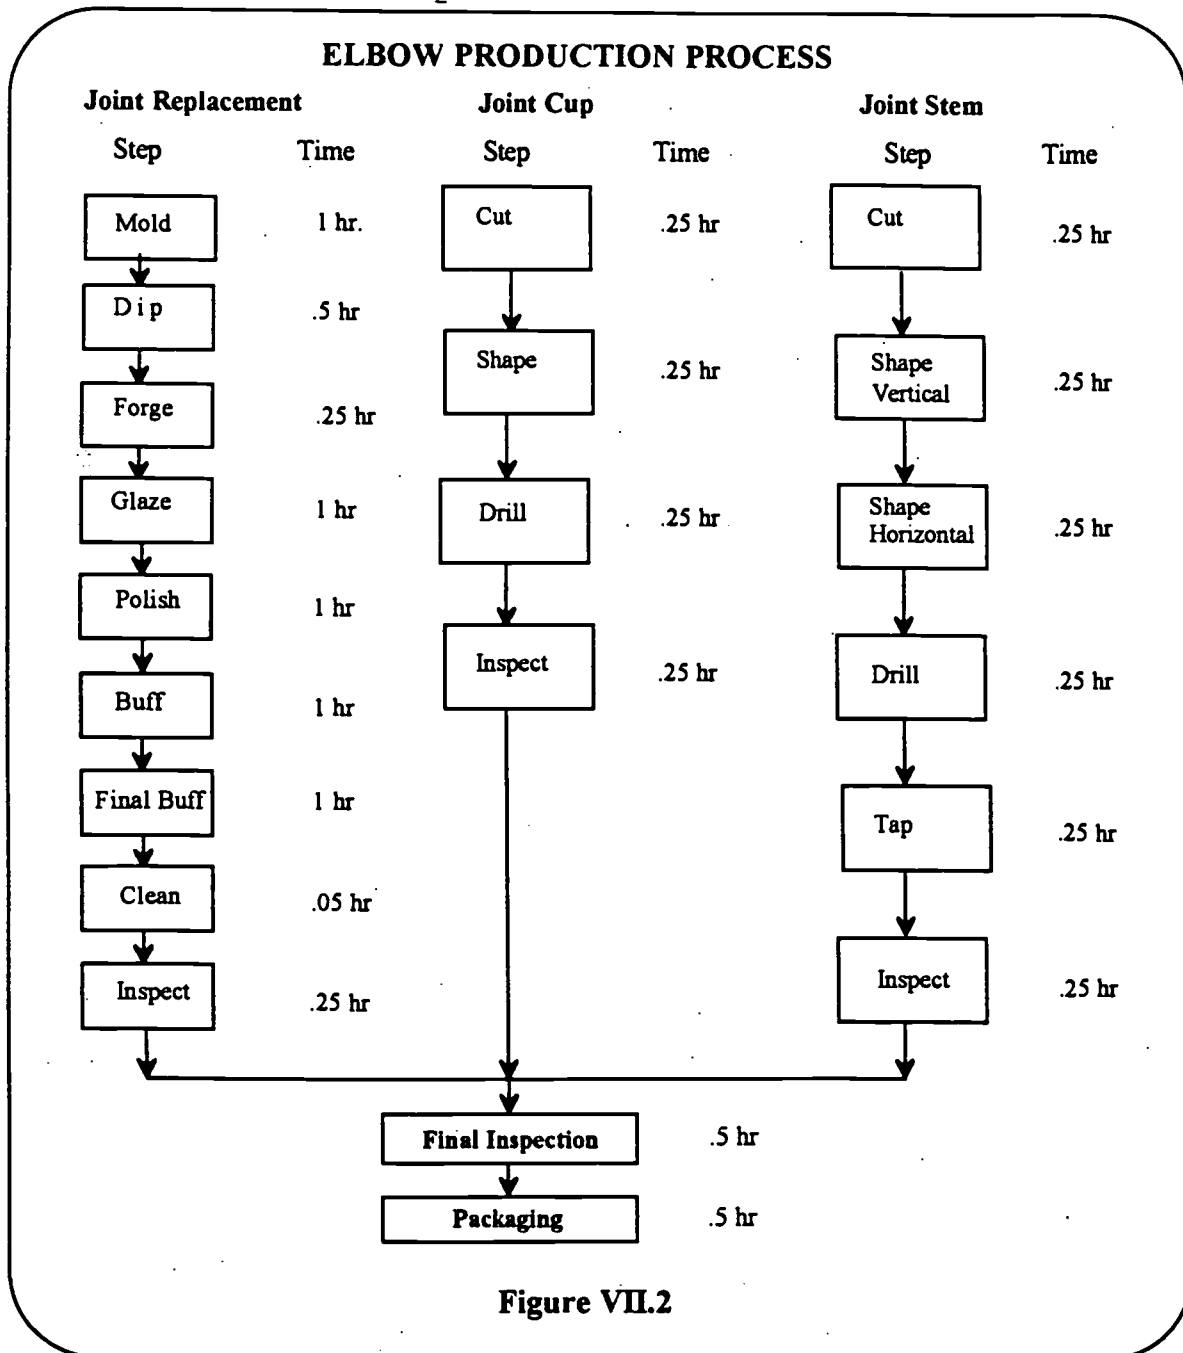 ELBOW PRODUCTION PROCESS
Joint Replacement
Step Time
Mold 1 hr.
Dip .5 hr
Forge .25 hr
Glaze 1 hr
Polish 1 hr
Buff 1 hr
Final Buff 1 hr
Clean .05 hr
Inspect .25 hr
Joint Cup
Step Time
Cut .25 hr
Shape .25 hr
Drill .25 hr
Inspect .25 hr
Joint Stem
Step Time
Cut .25 hr
Shape
Vertical .25 hr
Shape
Horizontal .25 hr
Drill .25 hr
Tap .25 hr
Inspect .25 hr
Final Inspection .5 hr
Packaging .5 hr
Figure VII.2